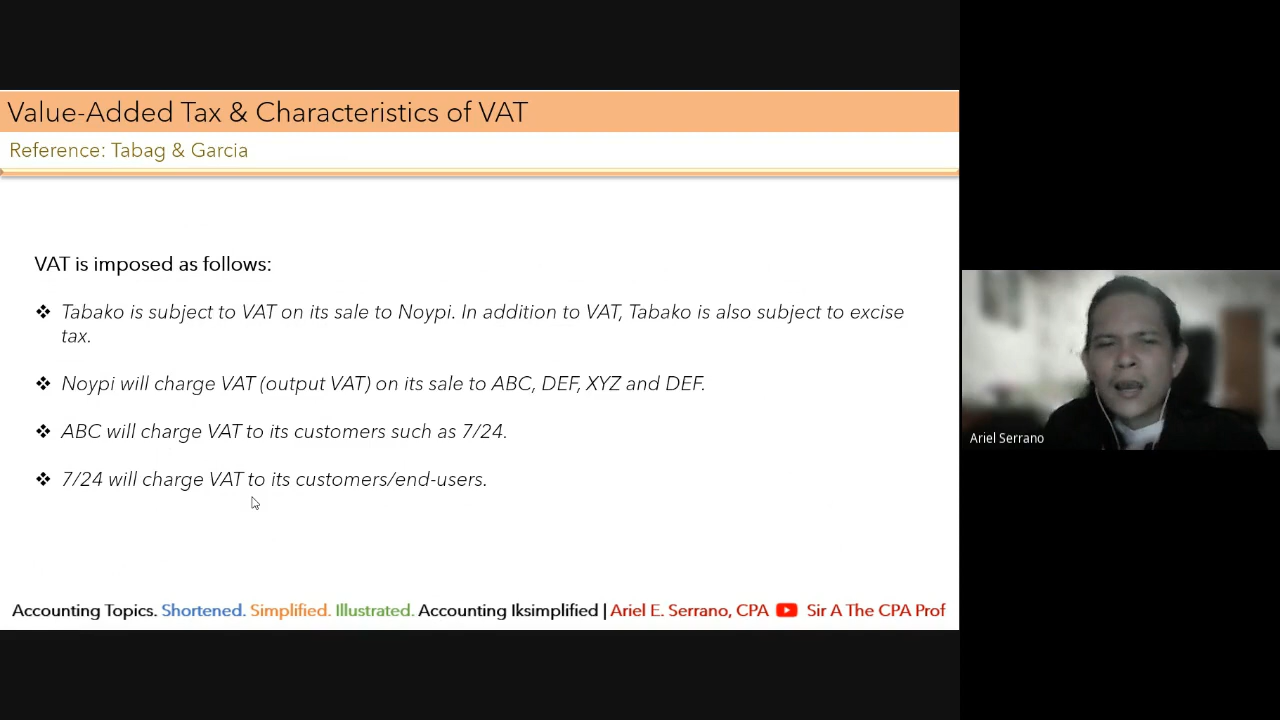 Value-Added Tax & Characteristics of VAT
Reference: Tabag & Garcia
VAT is imposed as follows:
❖ Tabako is subject to VAT on its sale to Noypi. In addition to VAT, Tabako is also subject to excise
tax.
❖ Noypi will charge VAT (output VAT) on its sale to ABC, DEF, XYZ and DEF.
❖ ABC will charge VAT to its customers such as 7/24.
❖ 7/24 will charge VAT to its customers/end-users.
Ariel Serrano
Accounting Topics. Shortened. Simplified. Illustrated. Accounting Iksimplified | Ariel E. Serrano, CPA Sir A The CPA Prof